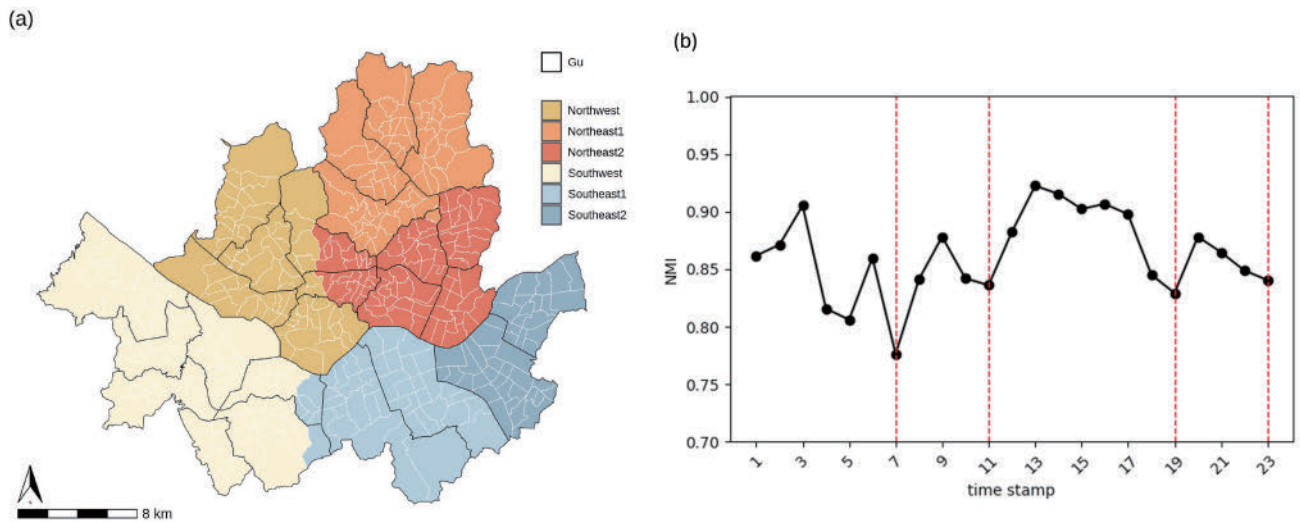 (a)
Gu
Northwest
Northeast1
Northeast2
Southwest
Southeast1
Southeast2
8 km
(b)
NMI
1.00
0.95
0.90
0.85
0.80
0.75
0.70
1 3 5 7 9 11 13 15 17 19 21 23
time stamp